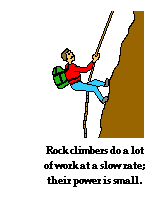 Rock climbers do a lot
of work at a slow rate;
their power is small.